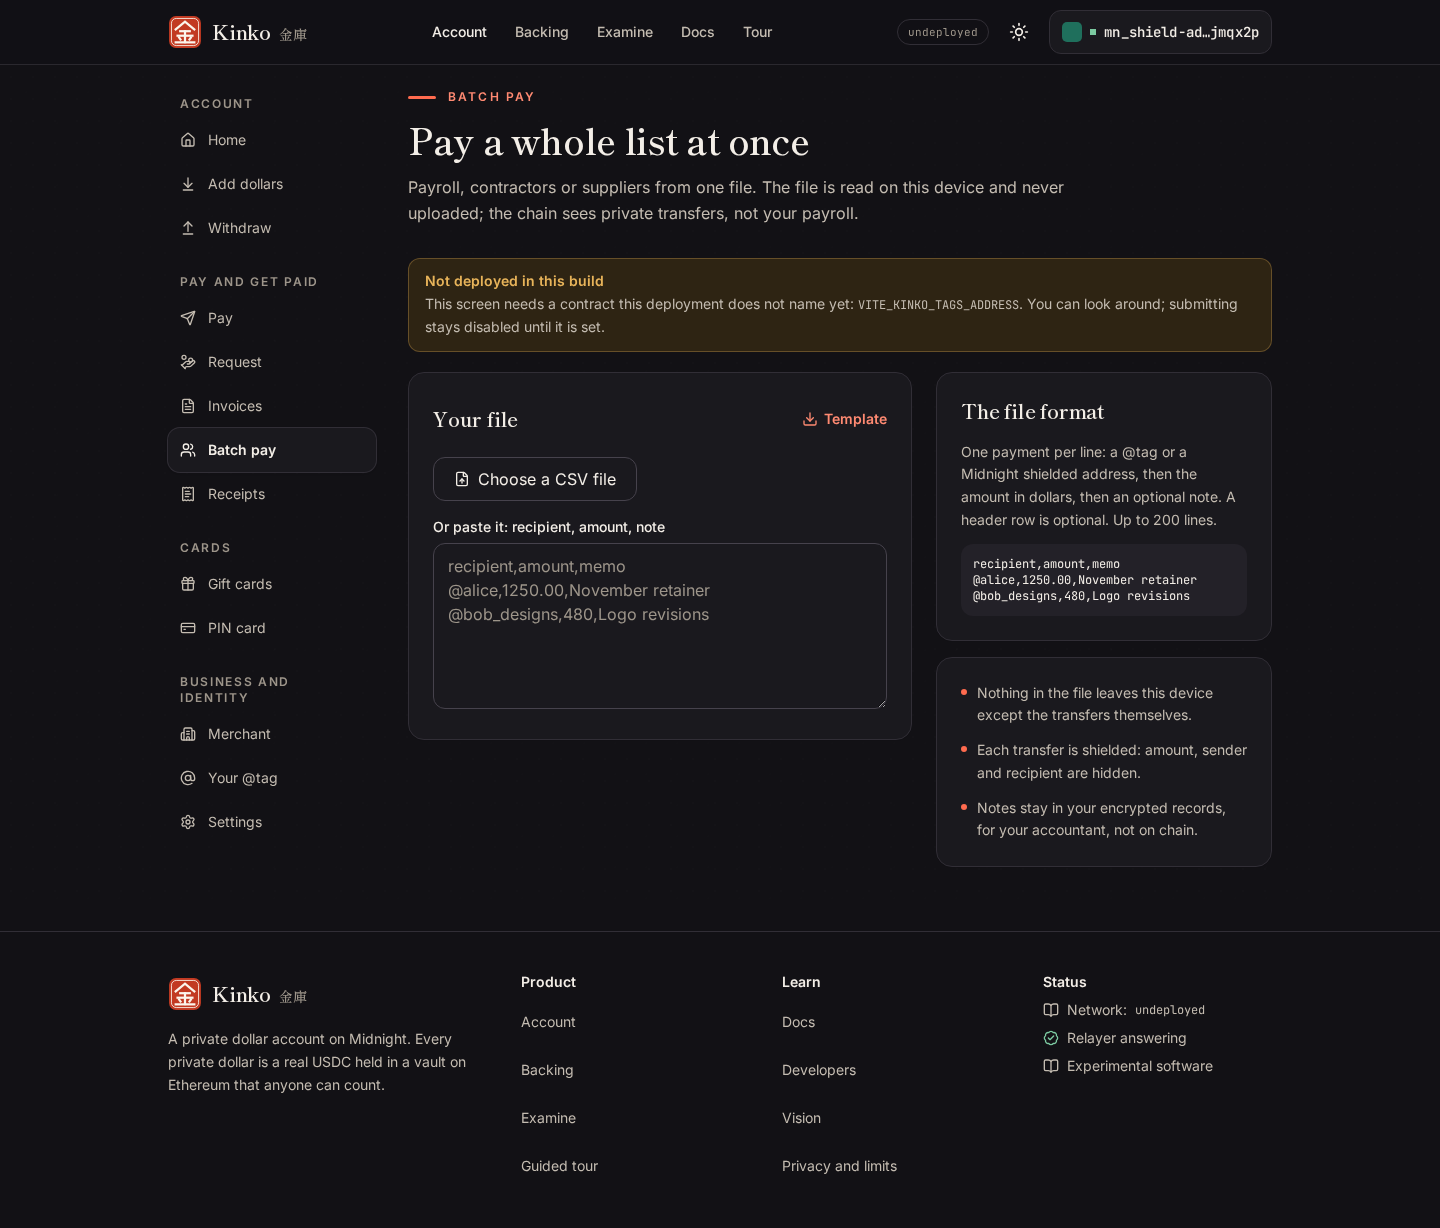 金 Kinko 金庫
Account Backing Examine Docs Tour
undeployed
mn_shield-ad…jmqx2p
ACCOUNT
Home
Add dollars
Withdraw
PAY AND GET PAID
Pay
Request
Invoices
Batch pay
Receipts
CARDS
Gift cards
PIN card
BUSINESS AND
IDENTITY
Merchant
Your @tag
Settings
BATCH PAY
Pay a whole list at once
Payroll, contractors or suppliers from one file. The file is read on this device and never
uploaded; the chain sees private transfers, not your payroll.
Not deployed in this build
This screen needs a contract this deployment does not name yet: VITE_KINKO_TAGS_ADDRESS. You can look around; submitting
stays disabled until it is set.
Your file
Template
Choose a CSV file
Or paste it: recipient, amount, note
recipient,amount,memo
@alice,1250.00,November retainer
@bob_designs,480,Logo revisions
The file format
One payment per line: a @tag or a
Midnight shielded address, then the
amount in dollars, then an optional note. A
header row is optional. Up to 200 lines.
recipient,amount,memo
@alice,1250.00,November retainer
@bob_designs,480,Logo revisions
Nothing in the file leaves this device
except the transfers themselves.
Each transfer is shielded: amount, sender
and recipient are hidden.
Notes stay in your encrypted records,
for your accountant, not on chain.
金 Kinko 金庫
A private dollar account on Midnight. Every
private dollar is a real USDC held in a vault on
Ethereum that anyone can count.
Product
Account
Backing
Examine
Guided tour
Learn
Docs
Developers
Vision
Privacy and limits
Status
Network: undeployed
Relayer answering
Experimental software